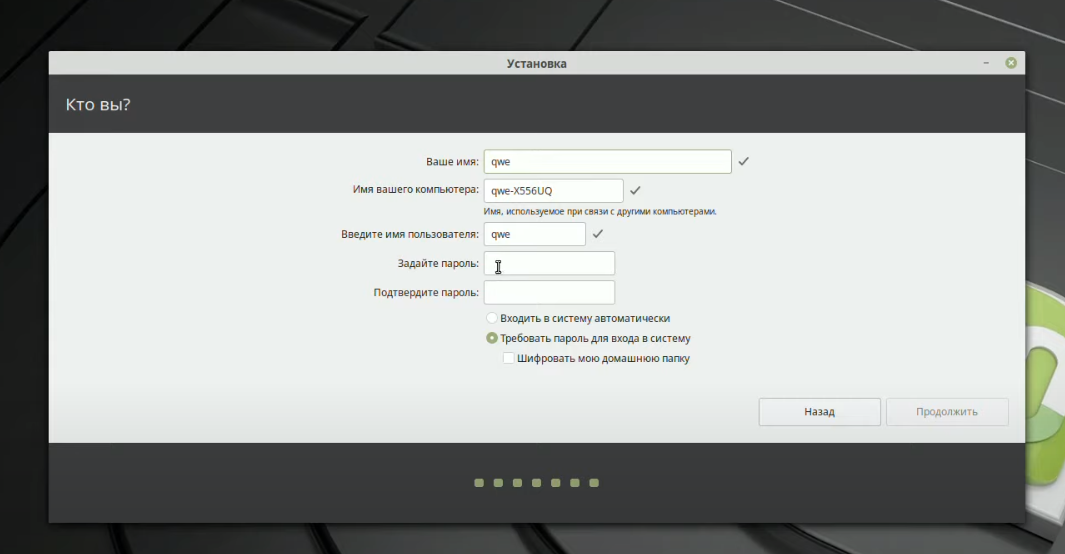 Установка
Кто вы?
Ваше имя: qwe
Имя вашего компьютера: qwe-X556UQ
Имя, используемое при связи с другими компьютерами.
Введите имя пользователя: qwe
Задайте пароль:
Подтвердите пароль:
Входить в систему автоматически
Требовать пароль для входа в систему
Шифровать мою домашнюю папку
Назад Продолжить